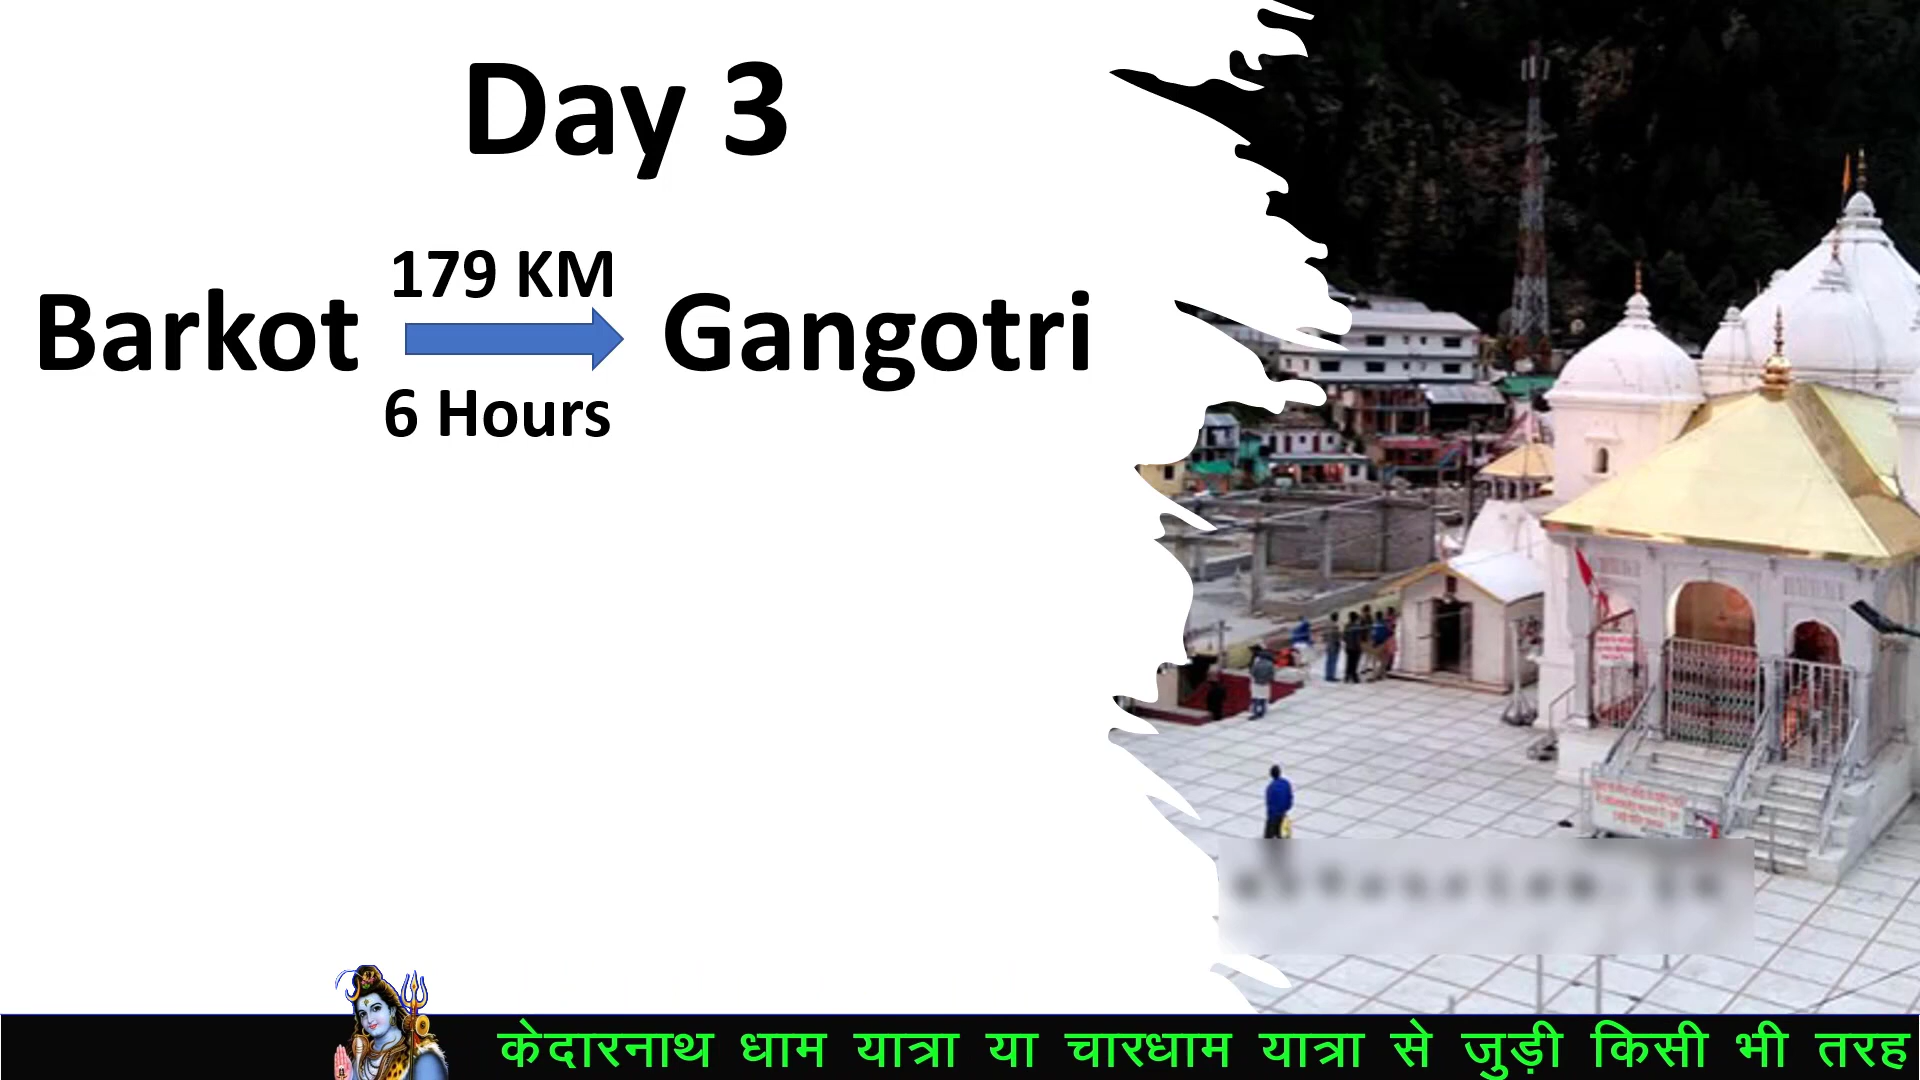 Day 3
179 KM
Barkot Gangotri
6 Hours
केदारनाथ धाम यात्रा या चारधाम यात्रा से जुड़ी किसी भी तरह